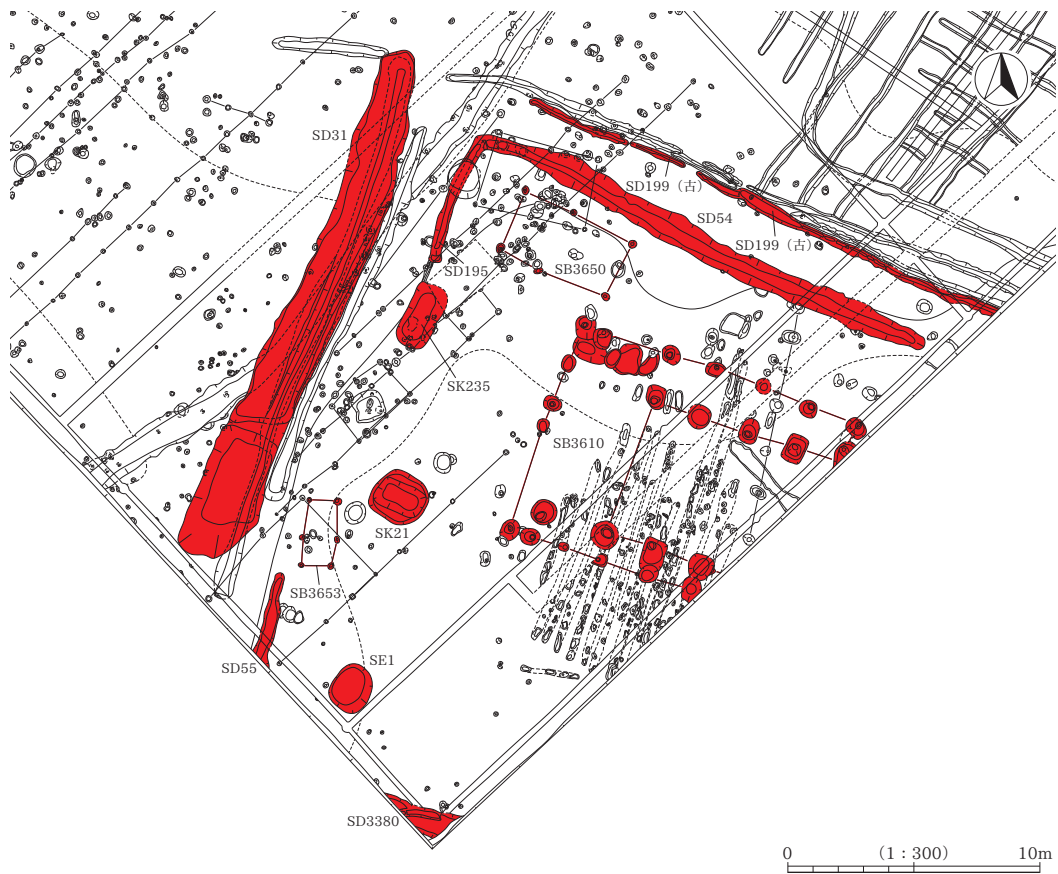 SD31
SD199（古）
SD54
SD199（古）
SD195
SB3650
SK235
SB3610
SK21
SB3653
SE1
SD55
SD3380
0 （1：300） 10m